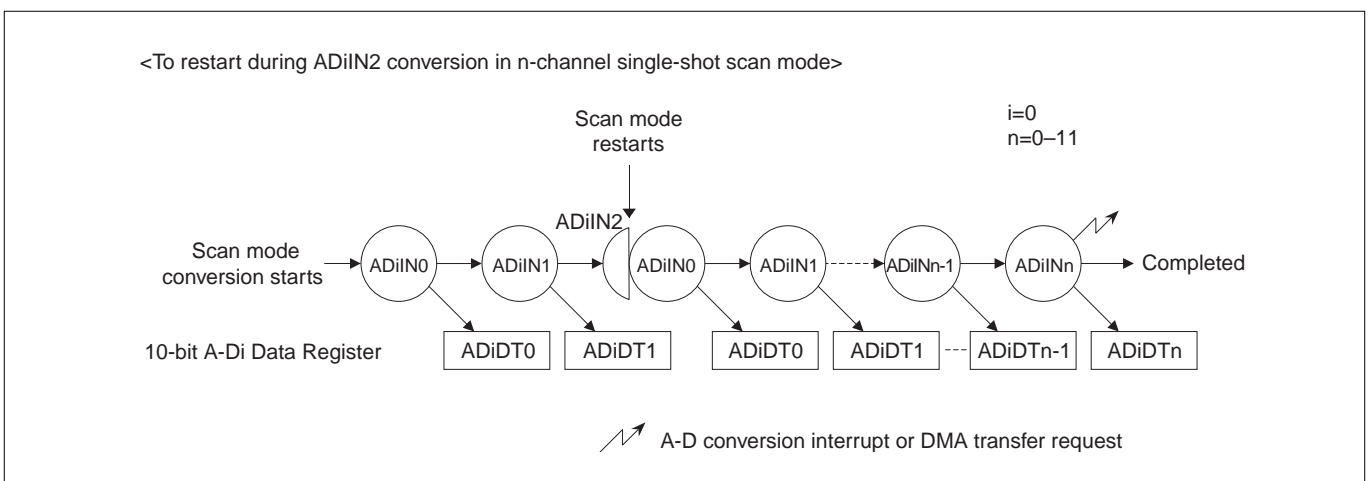 <To restart during ADiIN2 conversion in n-channel single-shot scan mode>
Scan mode
restarts
i=0
n=0–11
ADiIN2
Scan mode
conversion starts
ADiIN0
ADiIN1
ADiIN0
ADiIN1
ADiINn-1
ADiINn
Completed
10-bit A-Di Data Register
ADiDT0
ADiDT1
ADiDT0
ADiDT1
ADiDTn-1
ADiDTn
A-D conversion interrupt or DMA transfer request